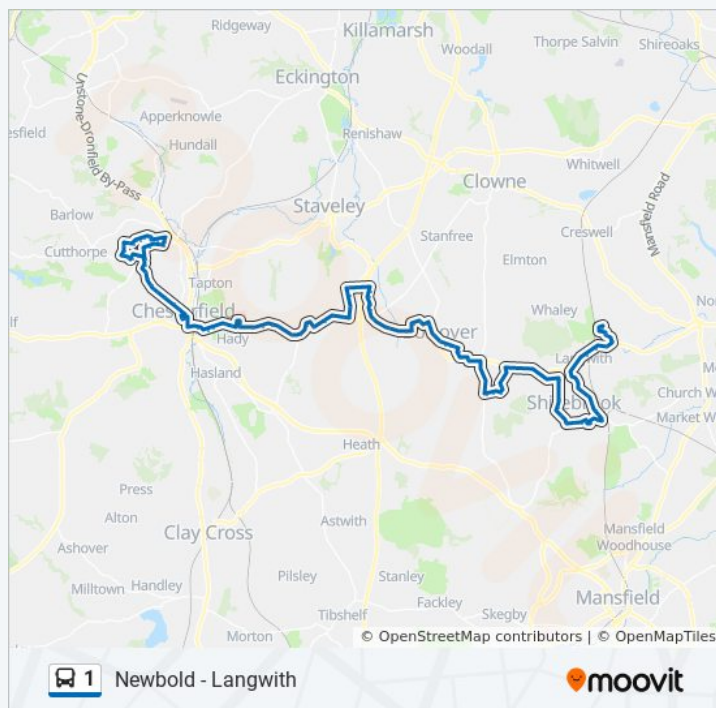 Ridgeway
Killamarsh
Woodall
Thorpe Salvin
Shireoaks
Eckington
Unstone-Dronfield By-Pass
Apperknowle
esfield
Hundall
Renishaw
Whitwell
Clowne
Mansfield Road
Barlow
Staveley
Stanfree
Creswell
Cutthorpe
Elmton
Tapton
Whaley
Nor
Chesterfield
Hady
over
Langwith
Hasland
Shirebrook
Church W
Market W
Heath
Press
Alton
Astwith
Mansfield
Woodhouse
Clay Cross
Ashover
Pilsley
Stanley
Milltown
Handley
Fackley
Mansfield
Tibshelf
Skegby
Morton
© OpenStreetMap contributors | © OpenMapTiles
1 Newbold - Langwith
moovit